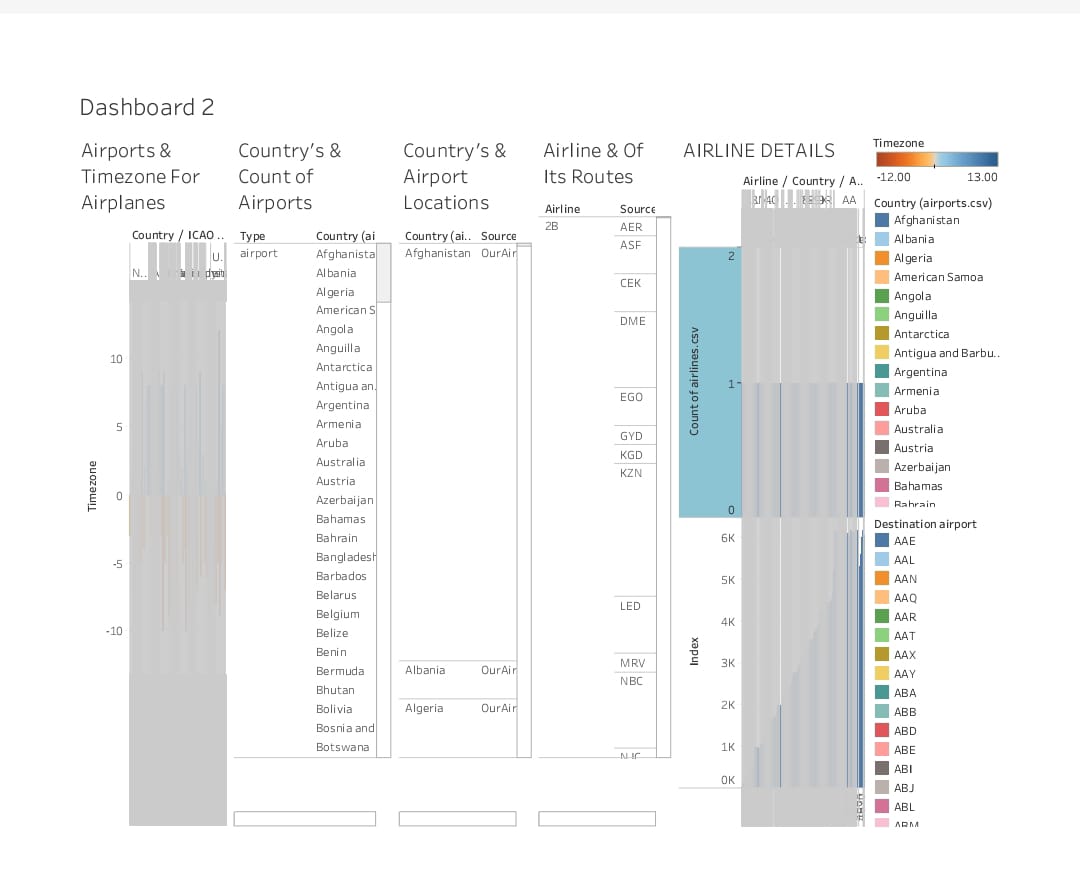 Dashboard 2
Airports &
Timezone For
Airplanes
Country / ICAO ..
N..
U.
10
5
0
-5
-10
Timezone
Country's &
Count of
Airports
Type
Country (ai
airport
Afghanista
Albania
Algeria
American S
Angola
Anguilla
Antarctica
Antigua an.
Argentina
Armenia
Aruba
Australia
Austria
Azerbaijan
Bahamas
Bahrain
Bangladesh
Barbados
Belarus
Belgium
Belize
Benin
Bermuda
Bhutan
Bolivia
Bosnia and
Botswana
Country's &
Airport
Locations
Country (ai..
Source
Afghanistan
OurAir
Albania
OurAir
Algeria
OurAir
Airline & Of
Its Routes
Airline
Source
2B
AER
ASF
CEK
DME
EGO
GYD
KGD
KZN
LED
MRV
NBC
NJC
AIRLINE DETAILS
Airline / Country / A..
AA
2
1
0
Count of airlines.csv
6K
5K
4K
3K
2K
1K
0K
Index
Timezone
-12.00
13.00
Country (airports.csv)
Afghanistan
Albania
Algeria
American Samoa
Angola
Anguilla
Antarctica
Antigua and Barbu..
Argentina
Armenia
Aruba
Australia
Austria
Azerbaijan
Bahamas
Bahrain
Destination airport
AAE
AAL
AAN
AAQ
AAR
AAT
AAX
AAY
ABA
ABB
ABD
ABE
ABI
ABJ
ABL
ABM